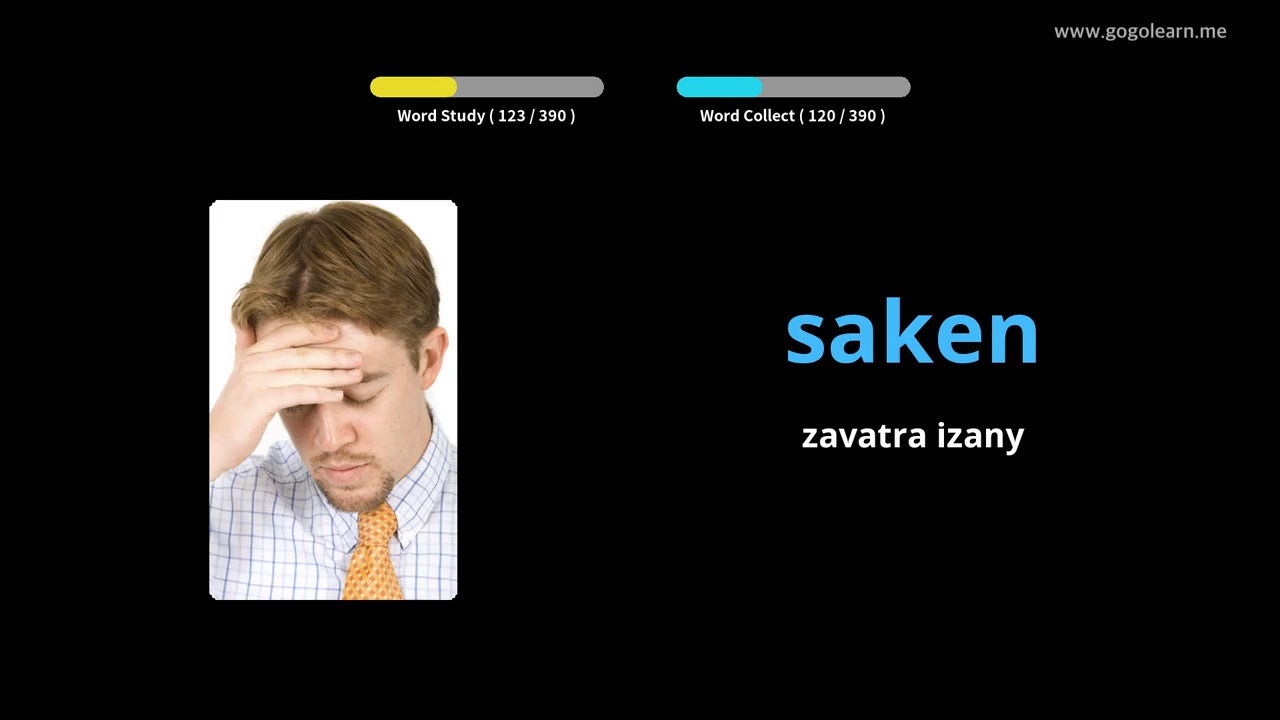 www.gogolearn.me
Word Study ( 123 / 390 )
Word Collect ( 120 / 390 )
saken
zavatra izany